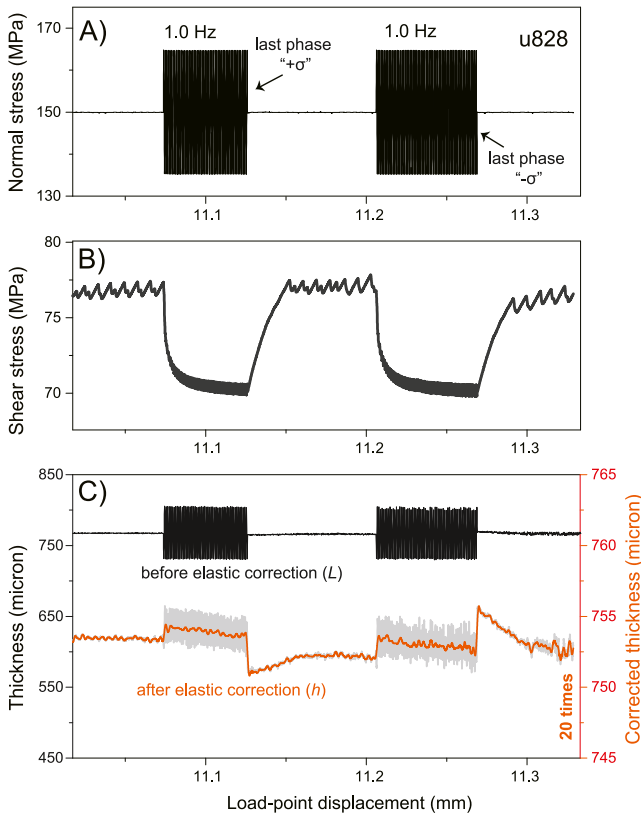 A)
1.0 Hz
1.0 Hz
u828
last phase
“+σ”
last phase
“-σ”
Normal stress (MPa)
170
150
130
11.1
11.2
11.3
B)
Shear stress (MPa)
80
75
70
11.1
11.2
11.3
C)
Thickness (micron)
850
750
650
550
450
before elastic correction (L)
after elastic correction (h)
20 times
765
760
755
750
745
Corrected thickness (micron)
11.1
11.2
11.3
Load-point displacement (mm)